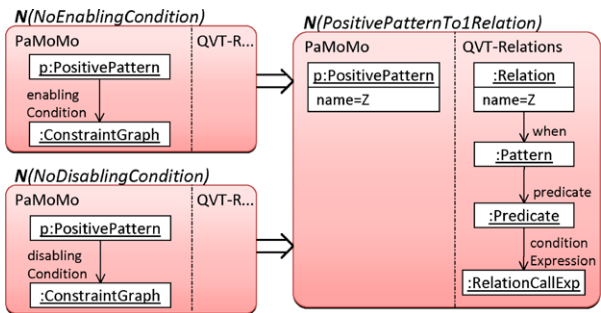 N(NoEnablingCondition)
PaMoMo
QVT-R...
p:PositivePattern
enabling
Condition
:ConstraintGraph
N(NoDisablingCondition)
PaMoMo
QVT-R...
p:PositivePattern
disabling
Condition
:ConstraintGraph
N(PositivePatternTo1Relation)
PaMoMo
QVT-Relations
p:PositivePattern
name=Z
:Relation
name=Z
when
:Pattern
predicate
:Predicate
condition
Expression
:RelationCallExp